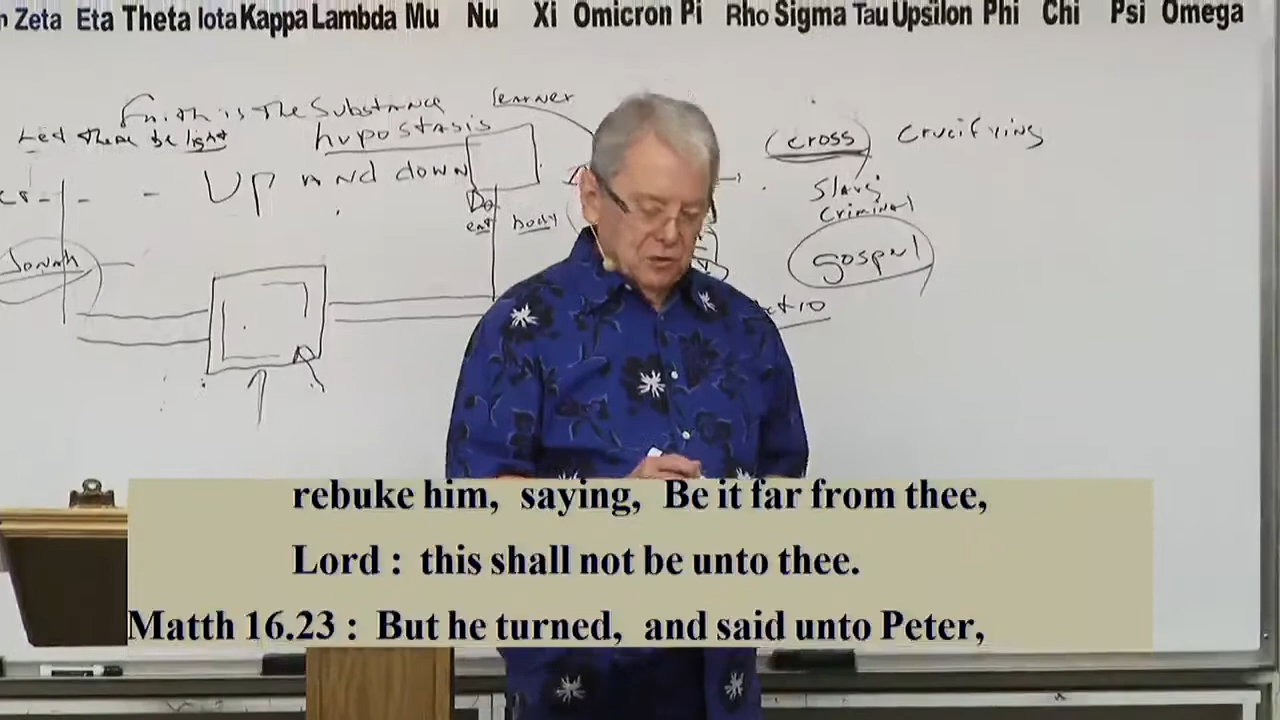 Zeta Eta Theta Iota Kappa Lambda Mu Nu Xi Omicron Pi Rho Sigma Tau Upsilon Phi Chi Psi Omega
Faith is The Substance
learner
Let there be light
hypostasis
(cross)
Crucifying
Up and down
criminal
eat body
Jonah
gospel
rebuke him, saying, Be it far from thee,
Lord : this shall not be unto thee.
Matth 16.23 : But he turned, and said unto Peter,